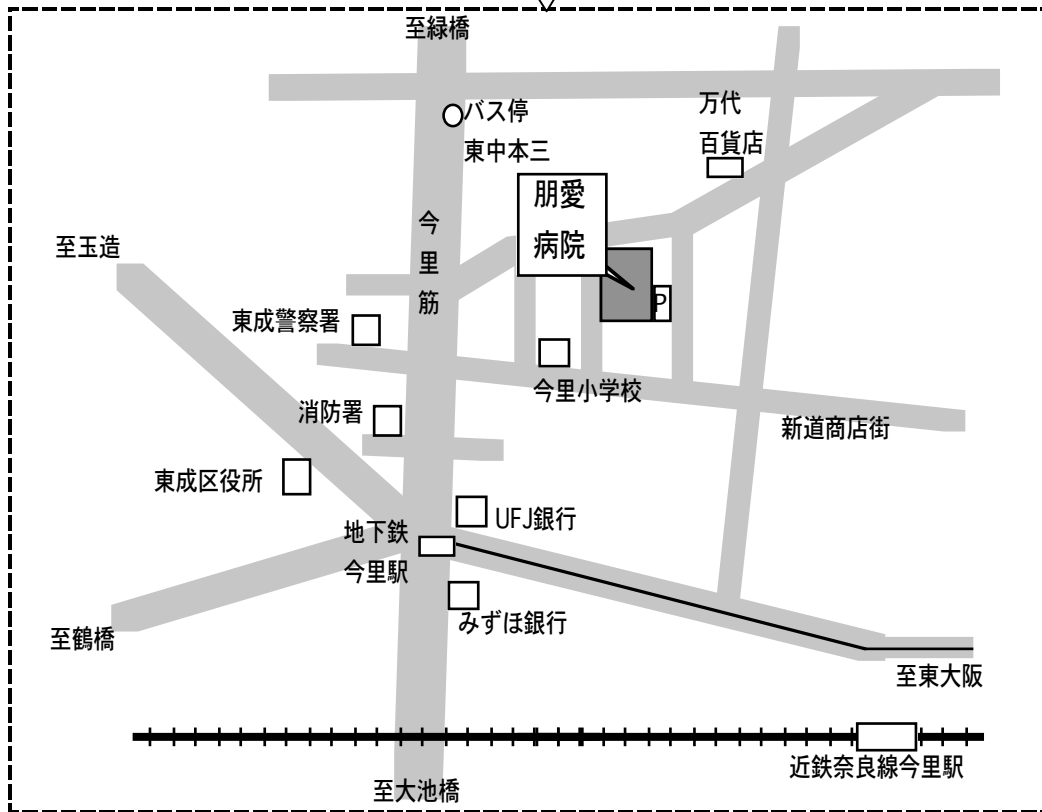 至緑橋
バス停
東中本三
万代
百貨店
朋愛
病院
今
里
筋
至玉造
P
東成警察署
今里小学校
消防署
新道商店街
東成区役所
UFJ銀行
地下鉄
今里駅
みずほ銀行
至鶴橋
至東大阪
近鉄奈良線今里駅
至大池橋